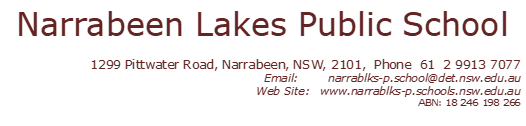 Narrabeen Lakes Public School
1299 Pittwater Road, Narrabeen, NSW, 2101, Phone 61 2 9913 7077
Email: narrablks-p.school@det.nsw.edu.au
Web Site: www.narrablks-p.schools.nsw.edu.au
ABN: 18 246 198 266